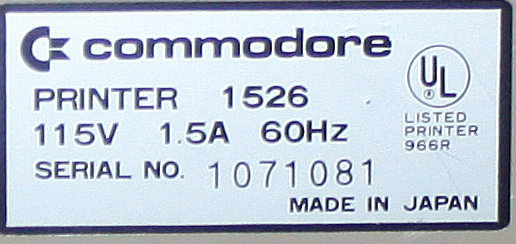 commodore
PRINTER 1526
115V 1.5A 60Hz
SERIAL NO. 1071081
MADE IN JAPAN
UL
®
LISTED
PRINTER
966R